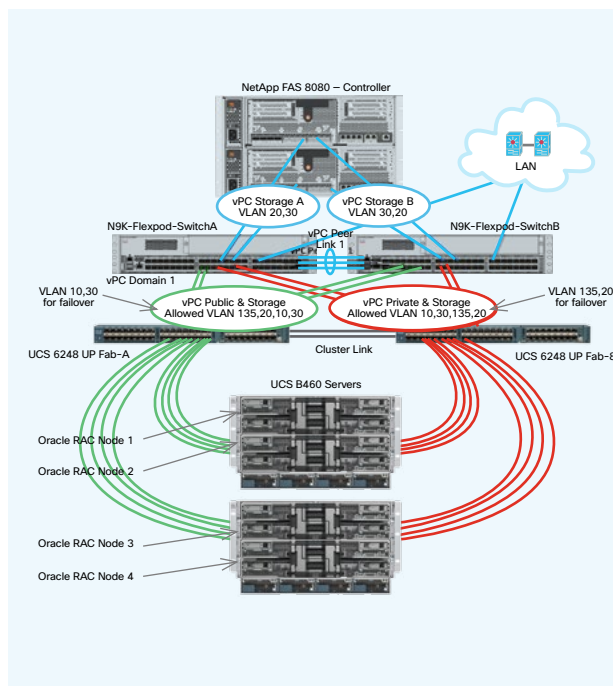 NetApp FAS 8080 – Controller
LAN
vPC Storage A
VLAN 20,30
vPC Storage B
VLAN 30,20
N9K-Flexpod-SwitchA
vPC Peer
Link 1
N9K-Flexpod-SwitchB
vPC Domain 1
VLAN 10,30
for failover
vPC Public & Storage
Allowed VLAN 135,20,10,30
vPC Private & Storage
Allowed VLAN 10,30,135,20
VLAN 135,20
for failover
UCS 6248 UP Fab-A
Cluster Link
UCS 6248 UP Fab-
UCS B460 Servers
Oracle RAC Node 1
Oracle RAC Node 2
Oracle RAC Node 3
Oracle RAC Node 4